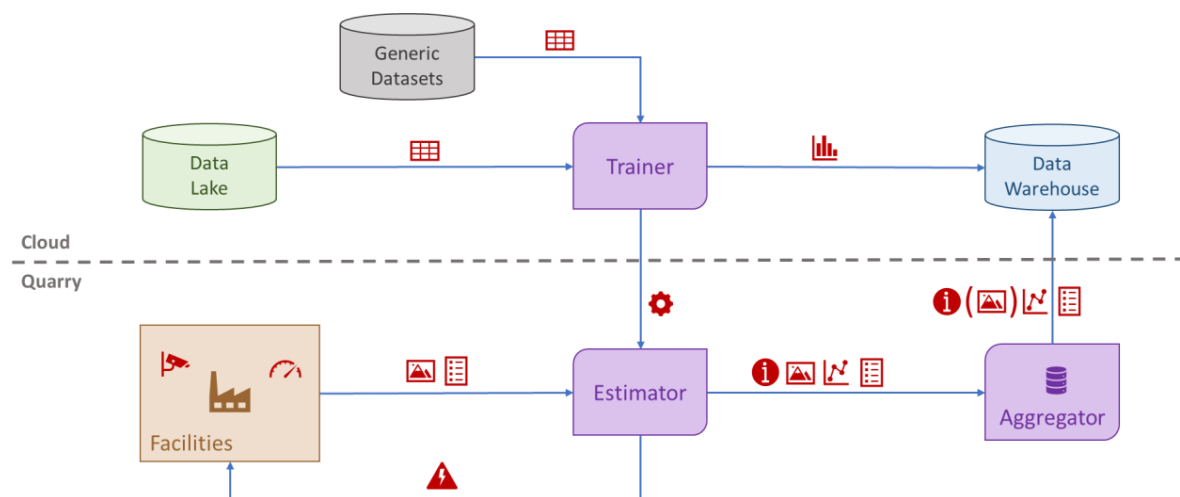 Generic
Datasets
Data
Lake
Trainer
Data
Warehouse
Cloud
Quarry
Facilities
Estimator
Aggregator